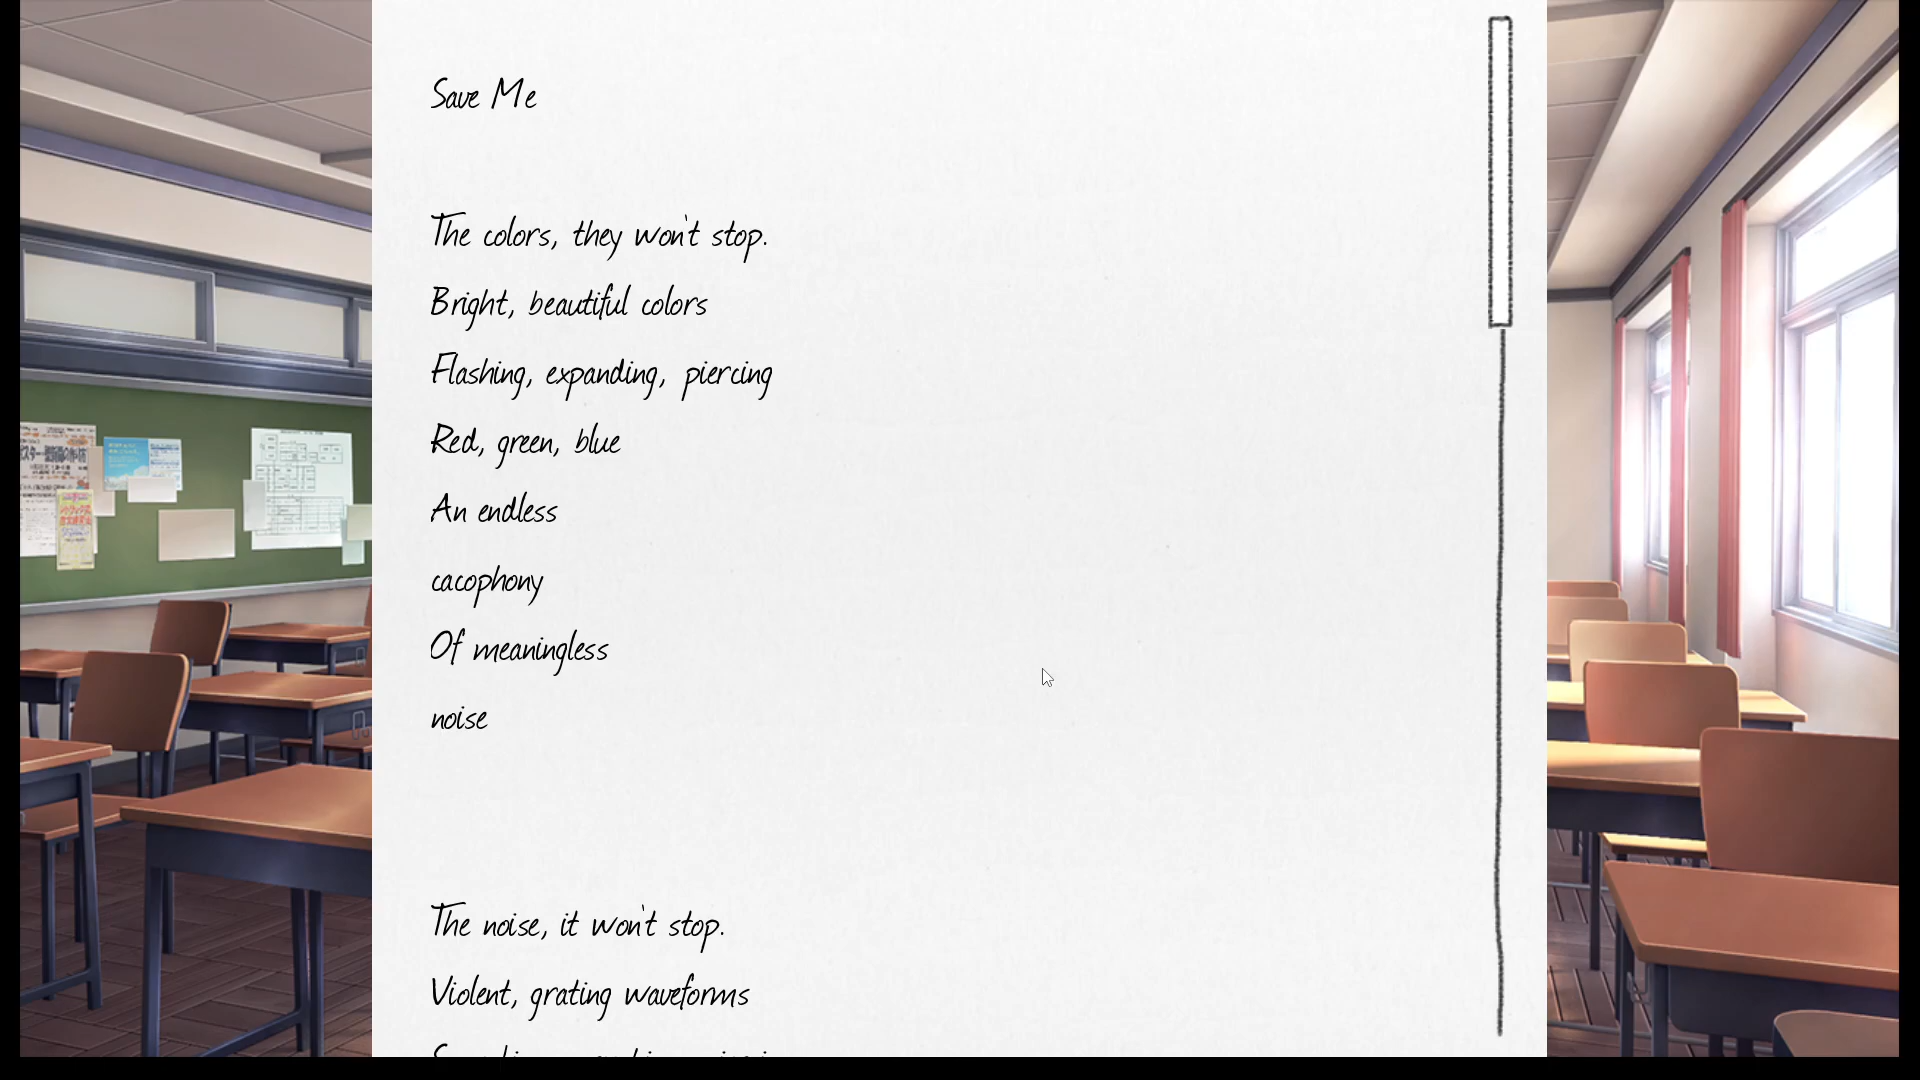 Save Me
The colors, they won't stop.
Bright, beautiful colors
Flashing, expanding, piercing
Red, green, blue
An endless
cacophony
Of meaningless
noise
The noise, it won't stop.
Violent, grating waveforms